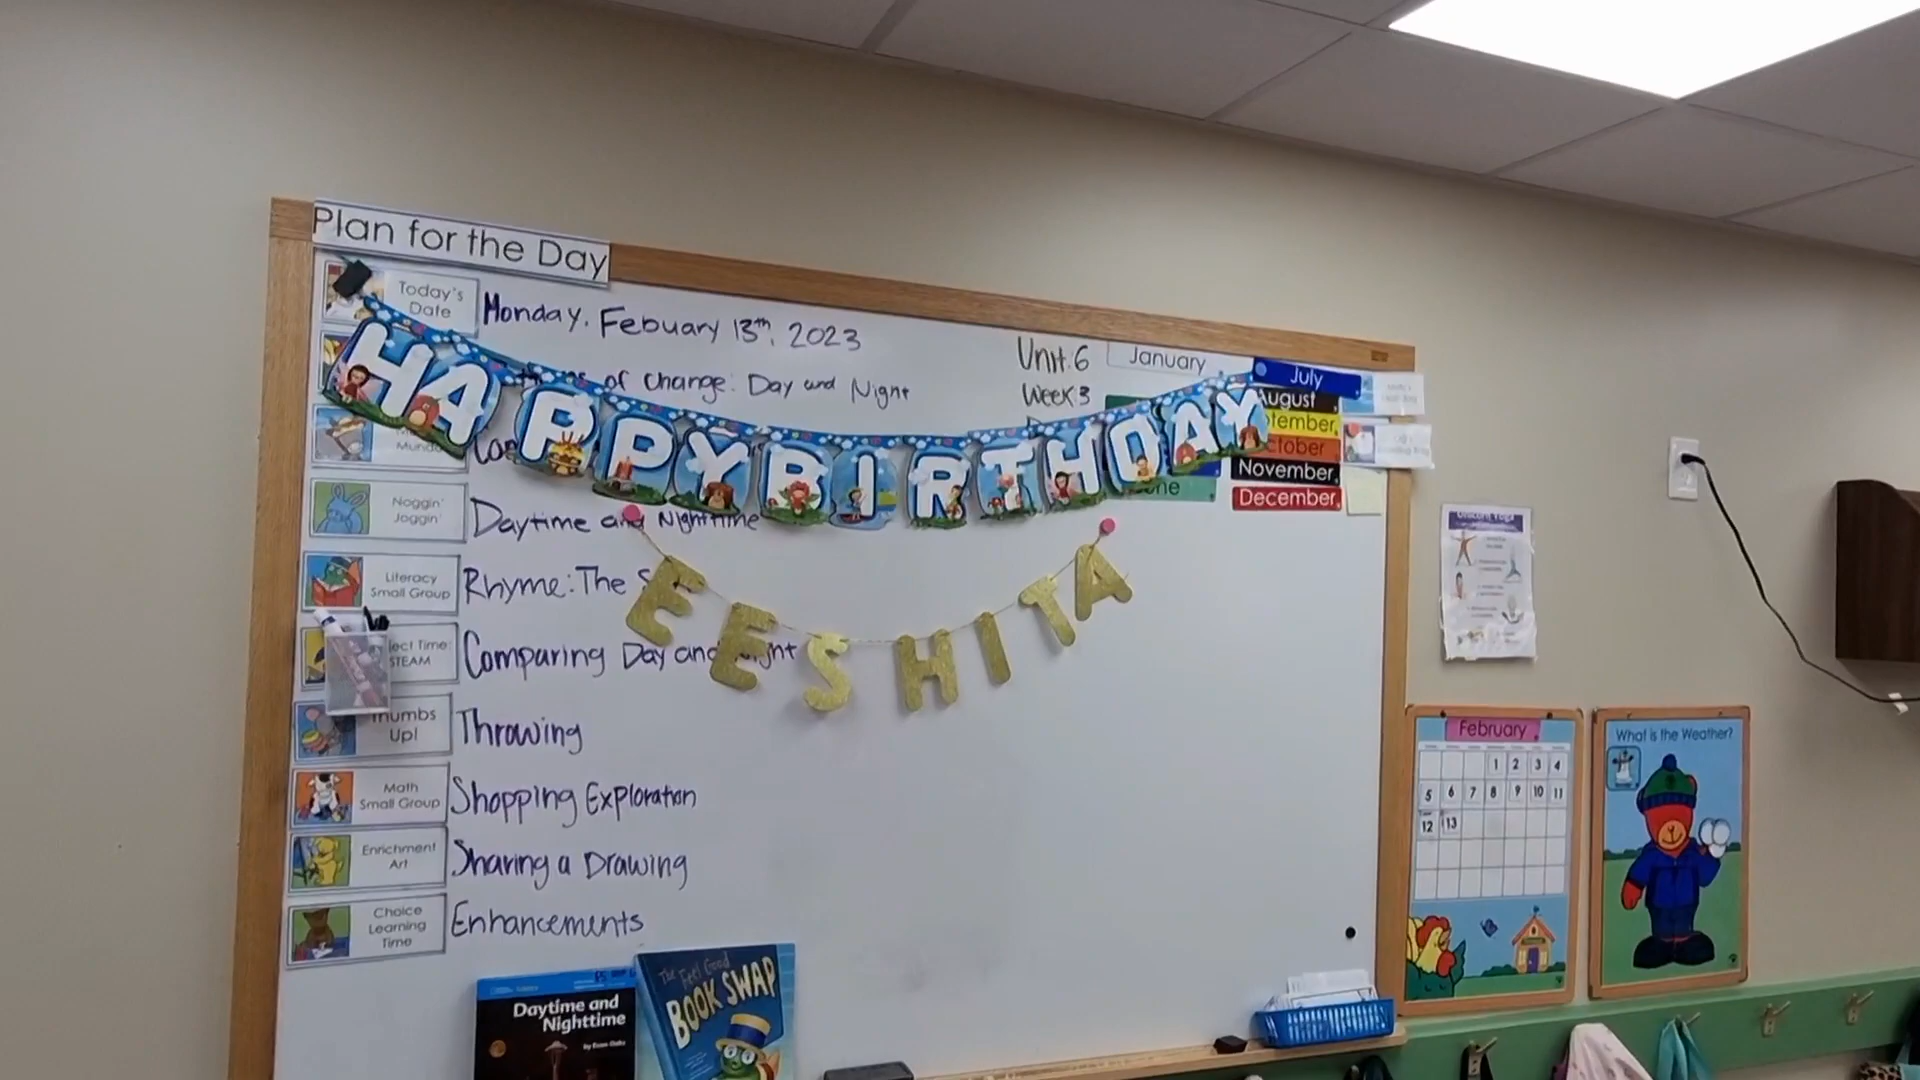 Plan for the Day
Today's
Date
Monday, Febuary 13th, 2023
of change: Day and Night
Unit 6
Week 3
January
July
August
October
November
December
HAPPY BIRTHDAY
Noggin'
Joggin'
Daytime and Nighttime
Literacy
Small Group
Rhyme: The
EESHITA
STEAM
Comparing Day and
Thumbs
Up!
Throwing
Math
Small Group
Shopping Exploration
Enrichment
Art
Sharing a Drawing
Choice
Learning
Time
Enhancements
Daytime and
Nighttime
by Evan Oaks
The Feel Good
BOOK SWAP
February
1 2 3 4
5 6 7 8 9 10 11
12 13
What is the Weather?